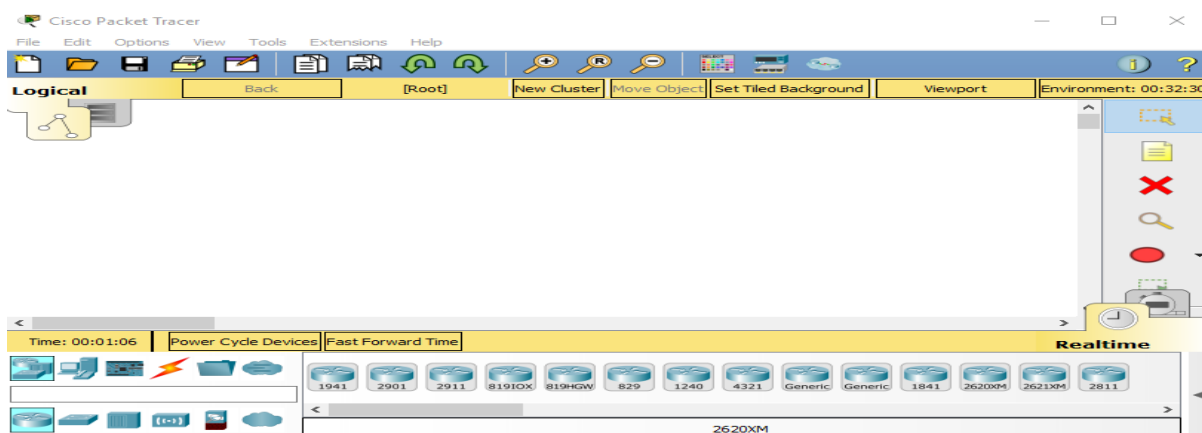 Cisco Packet Tracer
File Edit Options View Tools Extensions Help
Logical Back [Root] New Cluster Move Object Set Tiled Background Viewport Environment: 00:32:30
Time: 00:01:06 Power Cycle Devices Fast Forward Time
Realtime
1941 2901 2911 819IOX 819HGW 829 1240 4321 Generic Generic 1841 2620XM 2621XM 2811
2620XM